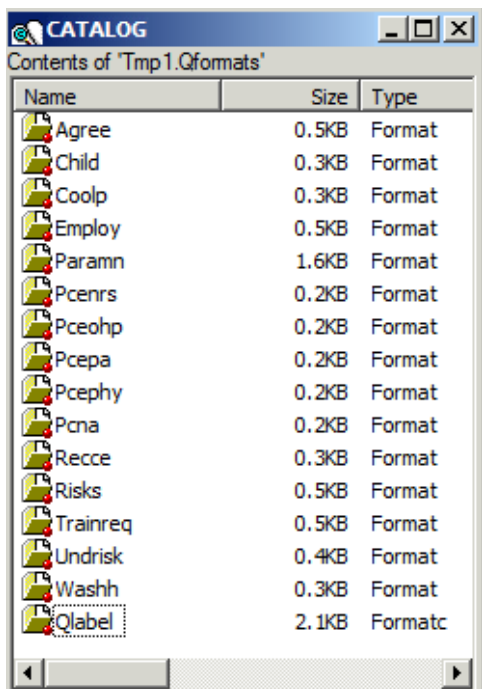 CATALOG
Contents of 'Tmp1.Qformats'
Name Size Type
Agree 0.5KB Format
Child 0.3KB Format
Coolp 0.3KB Format
Employ 0.5KB Format
Paramn 1.6KB Format
Pcenrs 0.2KB Format
Pceohp 0.2KB Format
Pcepa 0.2KB Format
Pcephy 0.2KB Format
Pcna 0.2KB Format
Recce 0.3KB Format
Risks 0.5KB Format
Trainreq 0.5KB Format
Undrisk 0.4KB Format
Washh 0.3KB Format
Qlabel 2.1KB Formatc